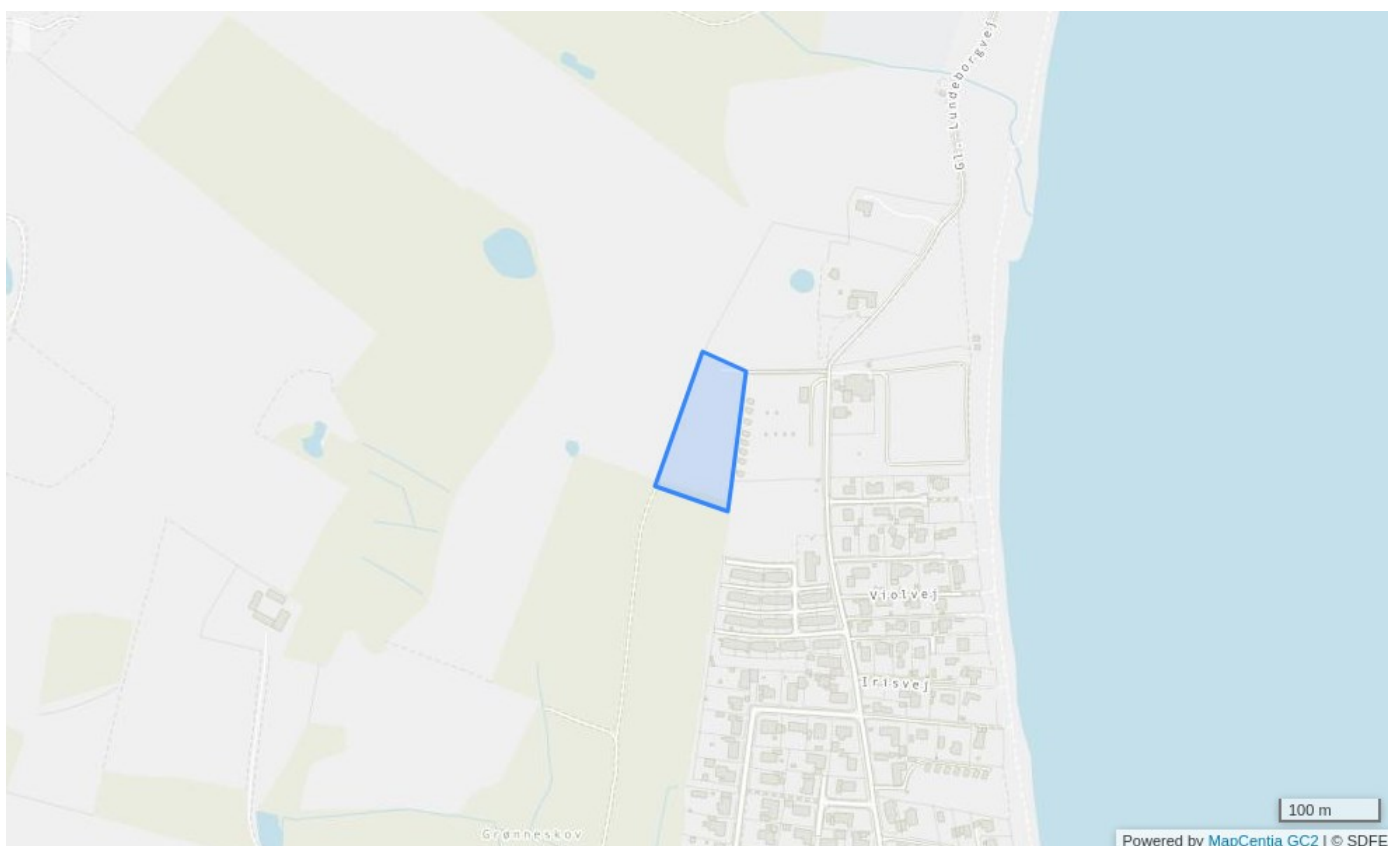 Gl. Lundeborgvej
Violvej
Irisvej
Grønneskov
100 m
Powered by MapCentia GC2 | © SDFE